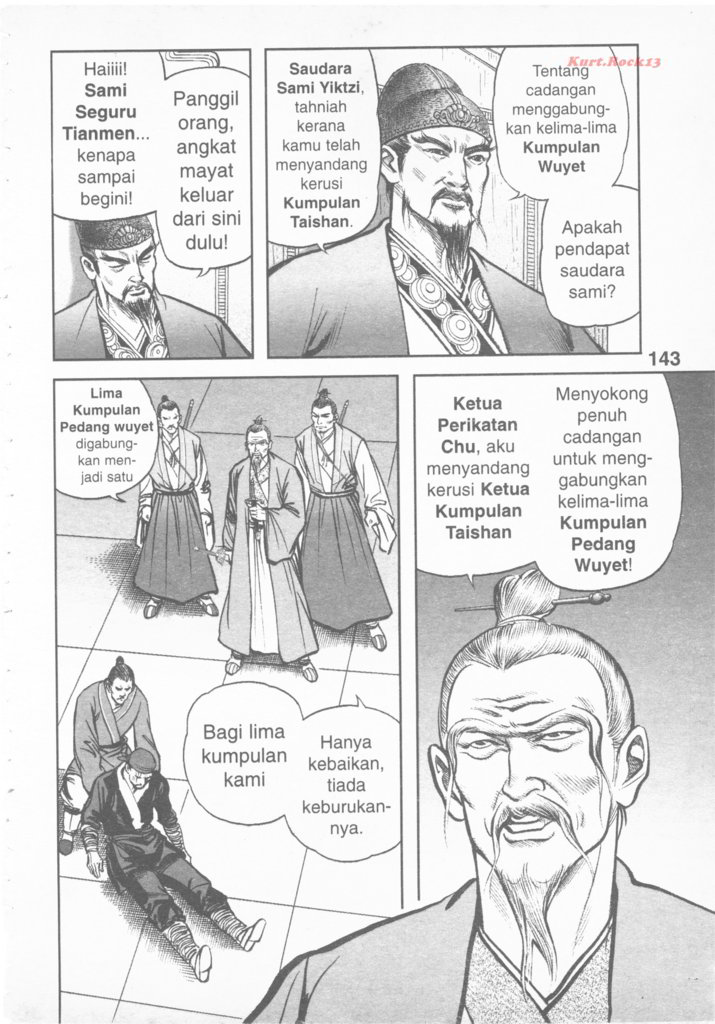 Kurt.Rock13
Haiiii!
Sami
Seguru
Tianmen...
kenapa
sampai
begini!
Panggil
orang,
angkat
mayat
keluar
dari sini
dulu!
Saudara
Sami Yiktzi,
tahniah
kerana
kamu telah
menyandang
kerusi
Kumpulan
Taishan.
Tentang
cadangan
menggabung-
kan kelima-lima
Kumpulan
Wuyet
Apakah
pendapat
saudara
sami?
143
Lima
Kumpulan
Pedang wuyet
digabung-
kan men-
jadi satu
Bagi lima
kumpulan
kami
Hanya
kebaikan,
tiada
keburukan-
nya.
Ketua
Perikatan
Chu, aku
menyandang
kerusi Ketua
Kumpulan
Taishan
Menyokong
penuh
cadangan
untuk meng-
gabungkan
kelima-lima
Kumpulan
Pedang
Wuyet!